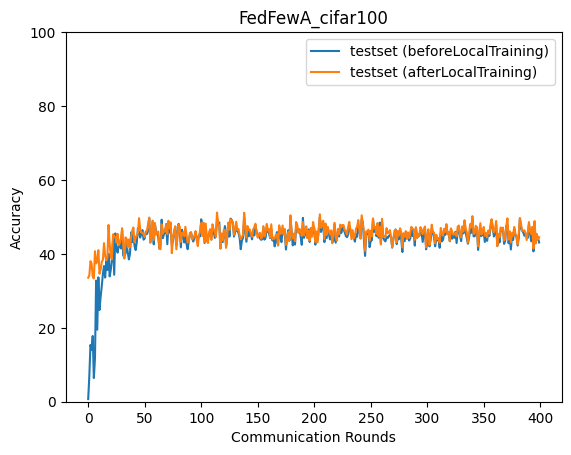 FedFewA_cifar100
testset (beforeLocalTraining)
testset (afterLocalTraining)
100
80
60
40
20
0
Accuracy
0 50 100 150 200 250 300 350 400
Communication Rounds